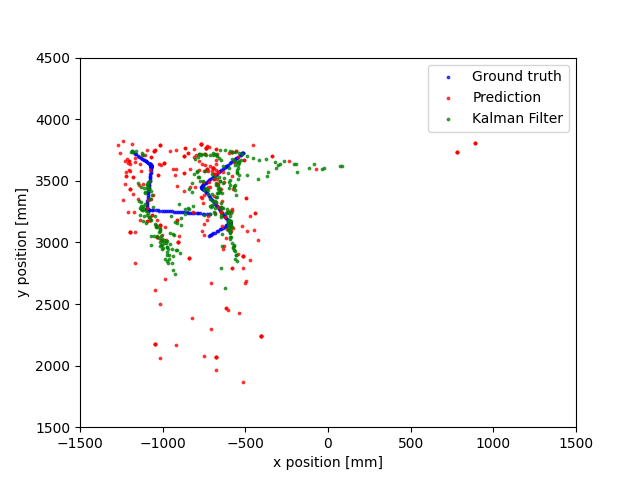 4500
4000
3500
3000
2500
2000
1500
y position [mm]
−1500
−1000
−500
0
500
1000
1500
x position [mm]
Ground truth
Prediction
Kalman Filter